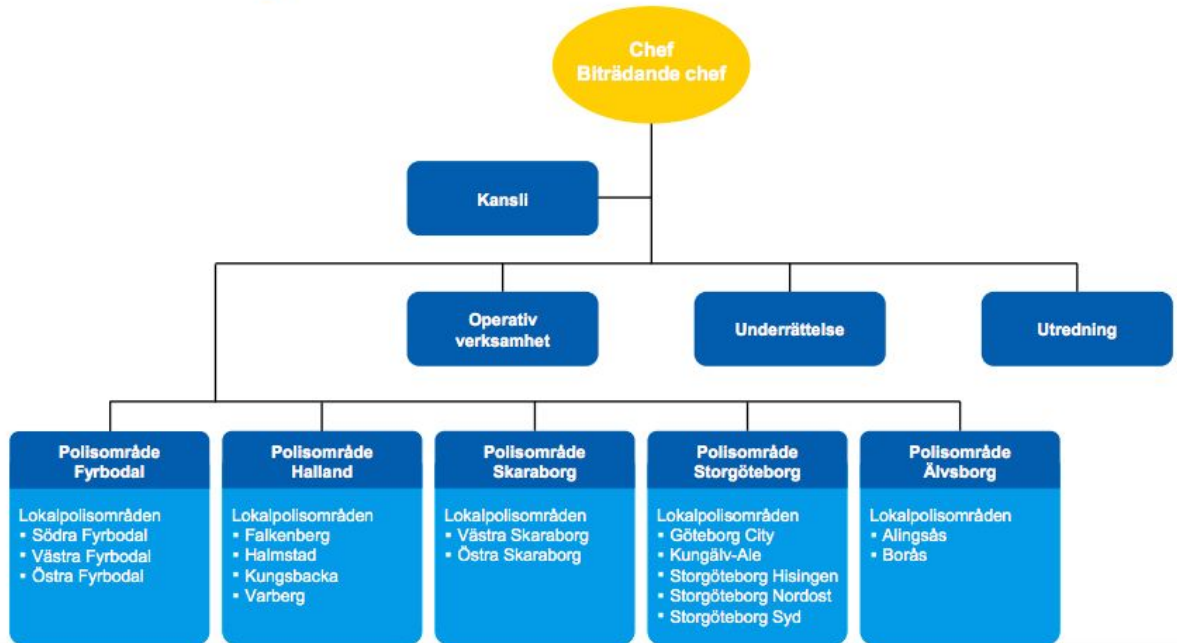 Chef
Biträdande chef
Kansli
Operativ
verksamhet
Underrättelse
Utredning
Polisområde
Fyrbodal
Lokalpolisområden
▪ Södra Fyrbodal
▪ Västra Fyrbodal
▪ Östra Fyrbodal
Polisområde
Halland
Lokalpolisområden
▪ Falkenberg
▪ Halmstad
▪ Kungsbacka
▪ Varberg
Polisområde
Skaraborg
Lokalpolisområden
▪ Västra Skaraborg
▪ Östra Skaraborg
Polisområde
Storgöteborg
Lokalpolisområden
▪ Göteborg City
▪ Kungälv-Ale
▪ Storgöteborg Hisingen
▪ Storgöteborg Nordost
▪ Storgöteborg Syd
Polisområde
Älvsborg
Lokalpolisområden
▪ Alingsås
▪ Borås